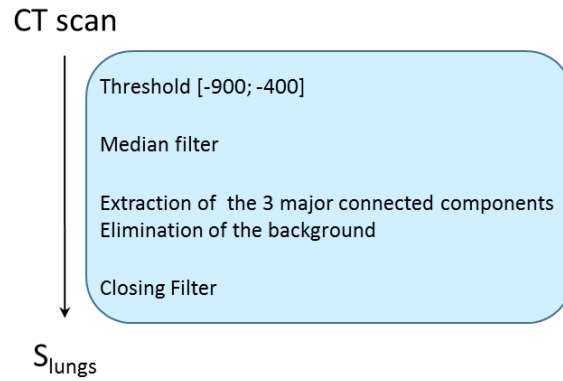 CT scan
Threshold [-900; -400]
Median filter
Extraction of the 3 major connected components
Elimination of the background
Closing Filter
S_lungs